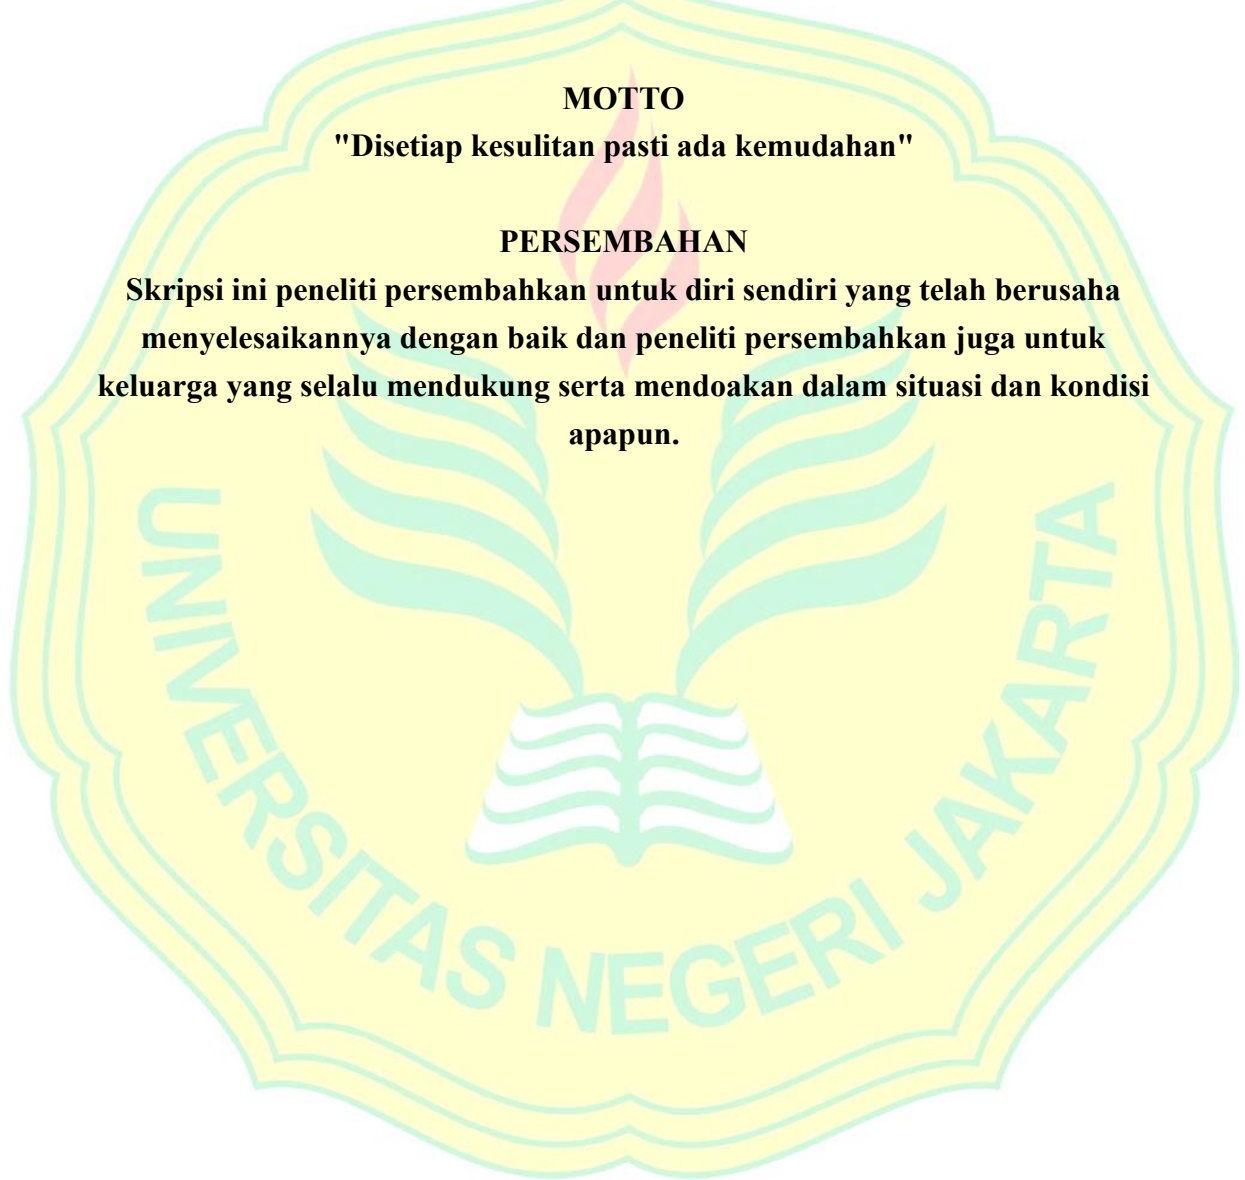 MOTTO
"Disetiap kesulitan pasti ada kemudahan"
PERSEMBAHAN
Skripsi ini peneliti persembahkan untuk diri sendiri yang telah berusaha
menyelesaikannya dengan baik dan peneliti persembahkan juga untuk
keluarga yang selalu mendukung serta mendoakan dalam situasi dan kondisi
apapun.
UNIVERSITAS NEGERI JAKARTA